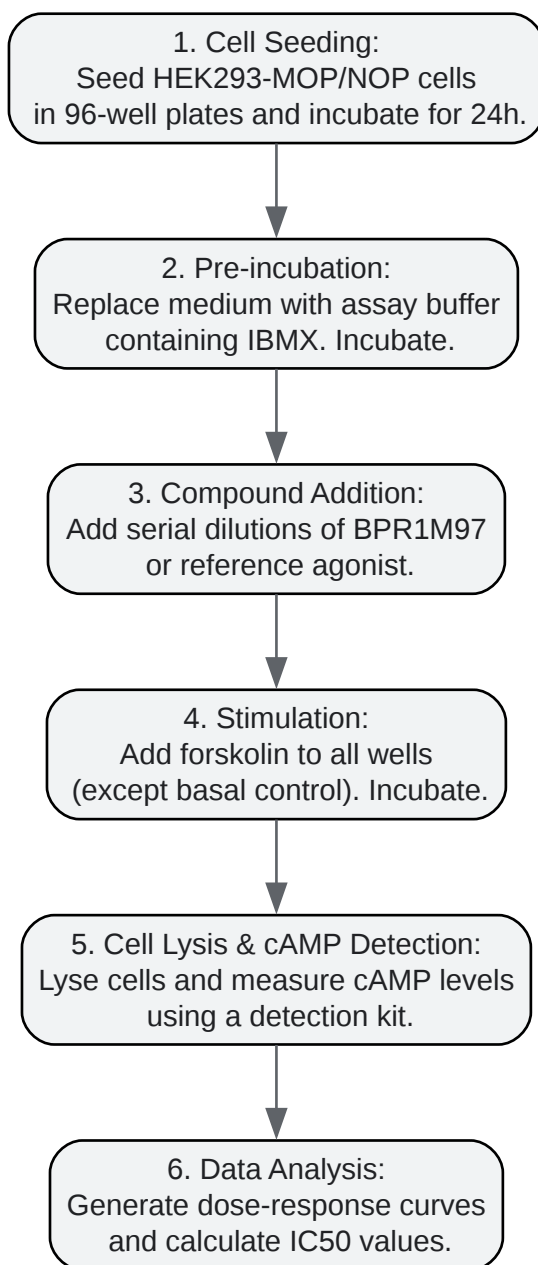 1. Cell Seeding:
Seed HEK293-MOP/NOP cells
in 96-well plates and incubate for 24h.
2. Pre-incubation:
Replace medium with assay buffer
containing IBMX. Incubate.
3. Compound Addition:
Add serial dilutions of BPR1M97
or reference agonist.
4. Stimulation:
Add forskolin to all wells
(except basal control). Incubate.
5. Cell Lysis & cAMP Detection:
Lyse cells and measure cAMP levels
using a detection kit.
6. Data Analysis:
Generate dose-response curves
and calculate IC50 values.